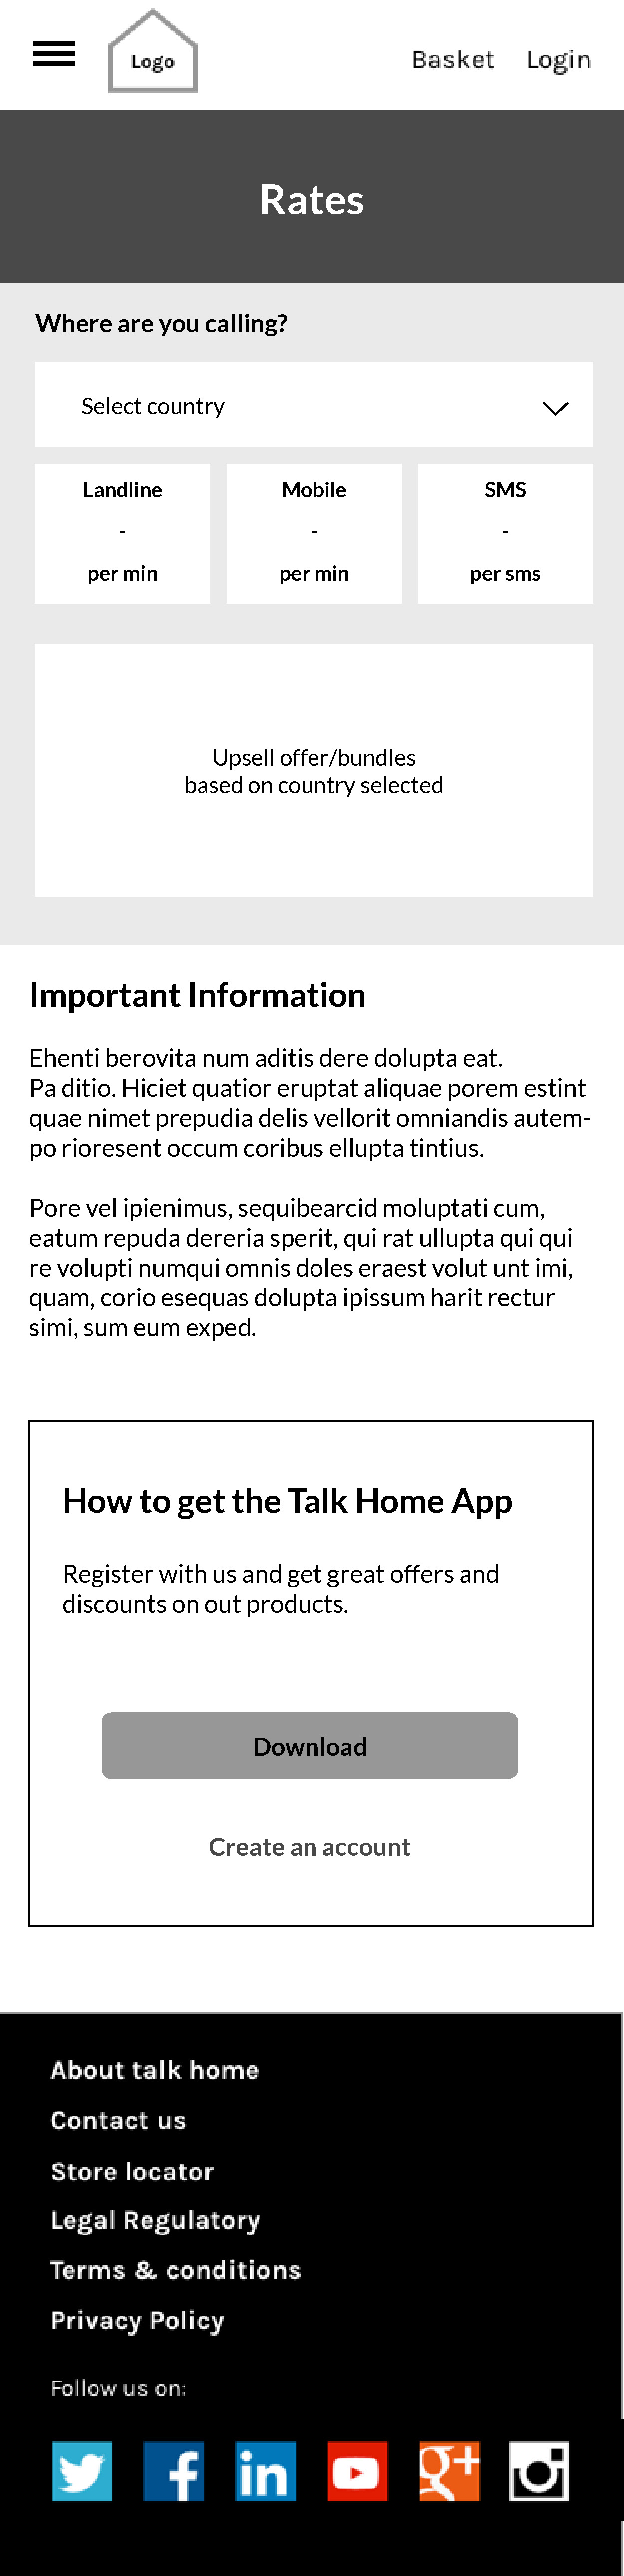 Logo
Basket Login
Rates
Where are you calling?
Select country
Landline Mobile SMS
- - -
per min per min per sms
Upsell offer/bundles
based on country selected
Important Information
Ehenti berovita num aditis dere dolupta eat.
Pa ditio. Hiciet quatior eruptat aliquae porem estint
quae nimet prepudia delis vellorit omniandis autem-
po rioresent occum coribus ellupta tintius.
Pore vel ipienimus, sequibearcid moluptati cum,
eatum repuda dereria sperit, qui rat ullupta qui qui
re volupti numqui omnis doles eraest volut unt imi,
quam, corio esequas dolupta ipissum harit rectur
simi, sum eum exped.
How to get the Talk Home App
Register with us and get great offers and
discounts on out products.
Download
Create an account
About talk home
Contact us
Store locator
Legal Regulatory
Terms & conditions
Privacy Policy
Follow us on:
f in g+